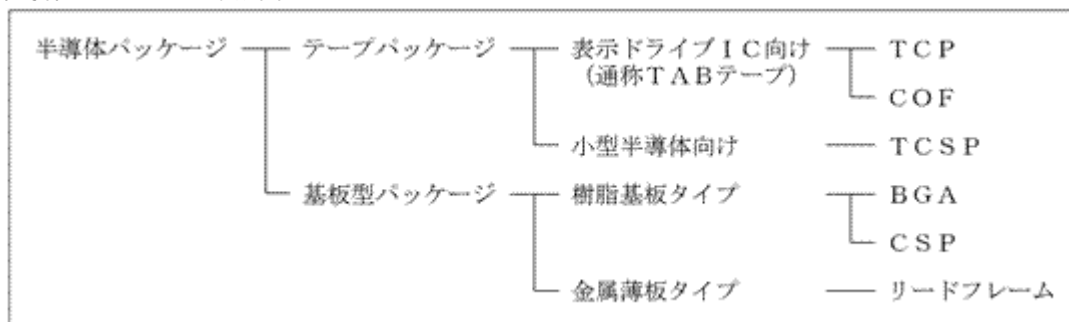 半導体パッケージ テープパッケージ 表示ドライブIC向け TCP
(通称TABテープ)
COF
小型半導体向け TCSP
基板型パッケージ 樹脂基板タイプ BGA
CSP
金属薄板タイプ リードフレーム